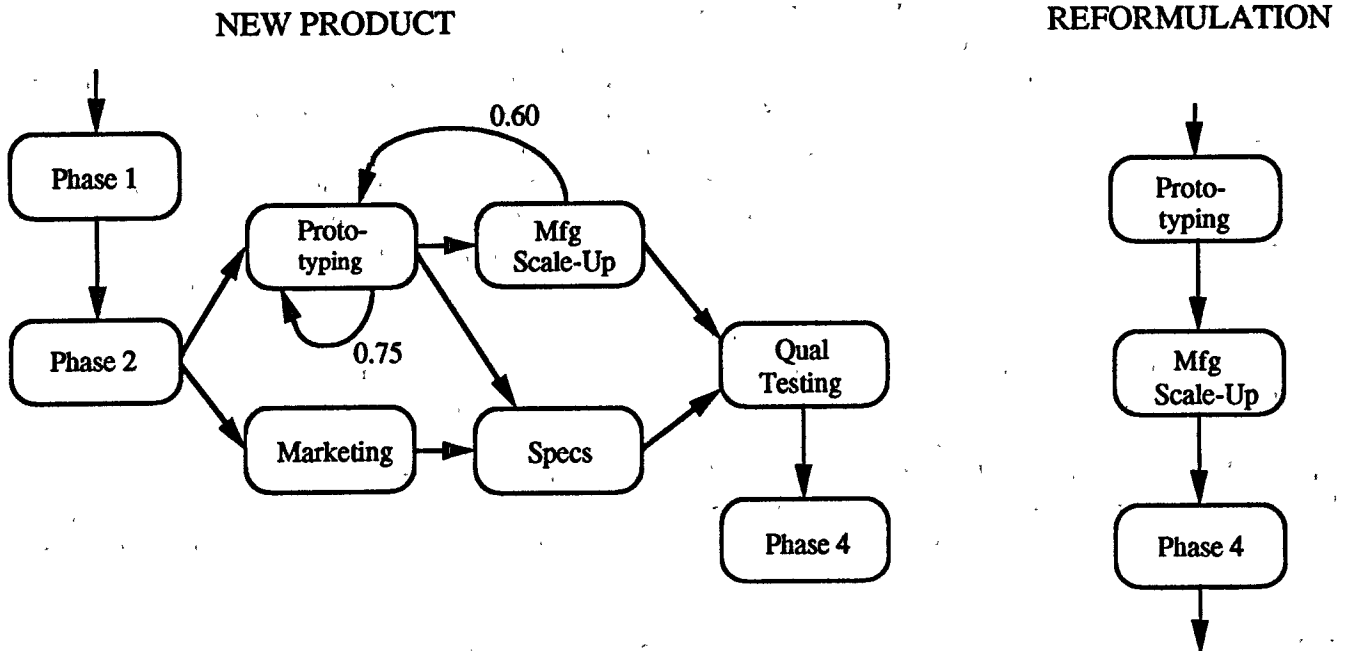 NEW PRODUCT
REFORMULATION
0.60
Phase 1
Proto-
typing
Mfg
Scale-Up
0.75
Phase 2
Marketing
Specs
Qual
Testing
Phase 4
Proto-
typing
Mfg
Scale-Up
Phase 4